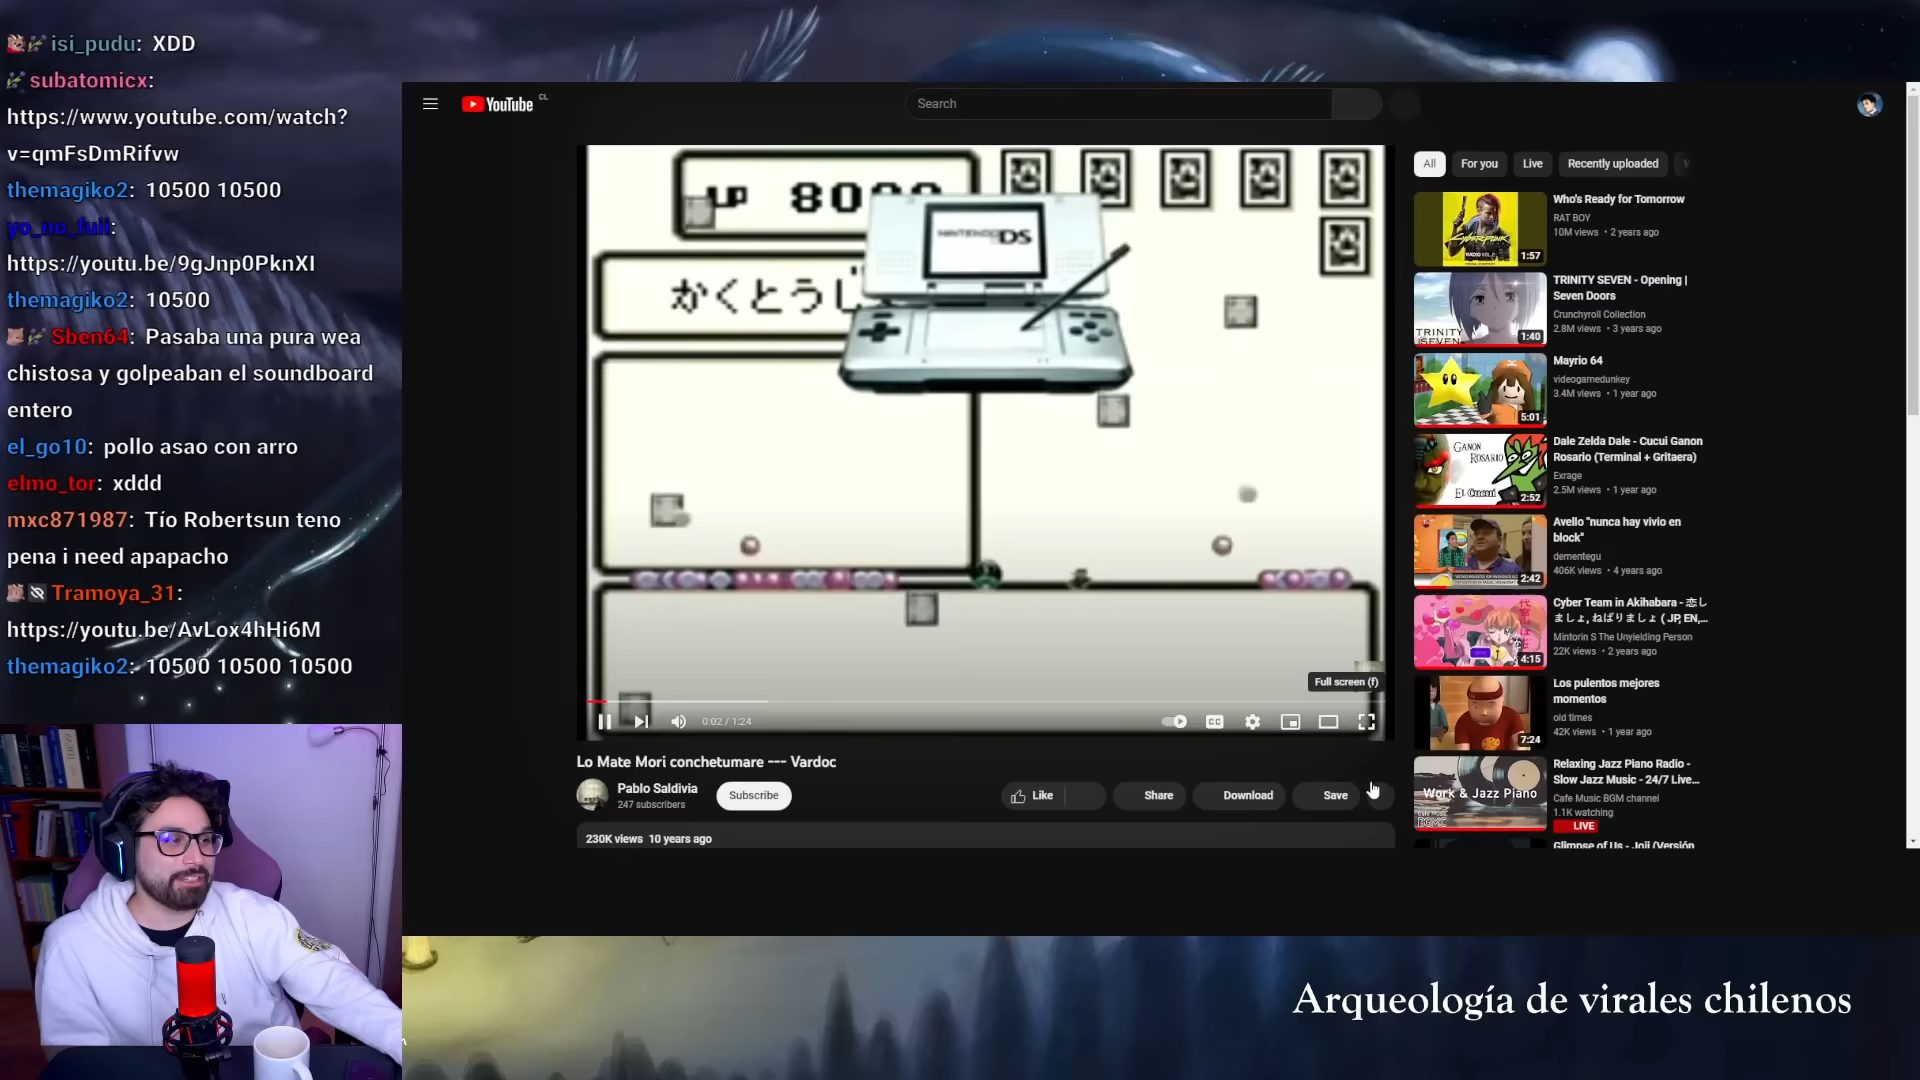 isi_pudu: XDD
subatomicx:
https://www.youtube.com/watch?
v=qmFsDmRifvw
themagiko2: 10500 10500
yo_no_fuii:
https://youtu.be/9gJnp0PknXI
themagiko2: 10500
Sben64: Pasaba una pura wea
chistosa y golpeaban el soundboard
entero
el_go10: pollo asao con arro
elmo_tor: xddd
mxc871987: Tío Robertsun teno
pena i need apapacho
Tramoya_31:
https://youtu.be/AvLox4hHi6M
themagiko2: 10500 10500 10500
YouTube CL
Search
NINTENDO DS
かくとうじ
Full screen (f)
0:02 / 1:24
CC
Lo Mate Mori conchetumare --- Vardoc
Pablo Saldivia
247 subscribers
Subscribe
Like
Share
Download
Save
230K views 10 years ago
All
For you
Live
Recently uploaded
Who's Ready for Tomorrow
RAT BOY
10M views • 2 years ago
1:57
TRINITY SEVEN - Opening |
Seven Doors
Crunchyroll Collection
2.8M views • 3 years ago
TRINITY
SEVEN
1:40
Mayrio 64
videogamedunkey
3.4M views • 1 year ago
5:01
Dale Zelda Dale - Cucui Ganon
Rosario (Terminal + Gritaera)
Exrage
2.5M views • 1 year ago
GANON
ROSARIO
El Cucui
2:52
Avello "nunca hay vivio en
block"
dementegu
406K views • 4 years ago
2:42
Cyber Team in Akihabara - 恋し
ましょ, ねばりましょ ( JP, EN,...
Mintorin S The Unyielding Person
22K views • 2 years ago
4:15
Los pulentos mejores
momentos
old times
42K views • 1 year ago
7:24
Relaxing Jazz Piano Radio -
Slow Jazz Music - 24/7 Live...
Cafe Music BGM channel
1.1K watching
LIVE
Work & Jazz Piano
Glimpse of Us - Joji (Versión
Arqueología de virales chilenos